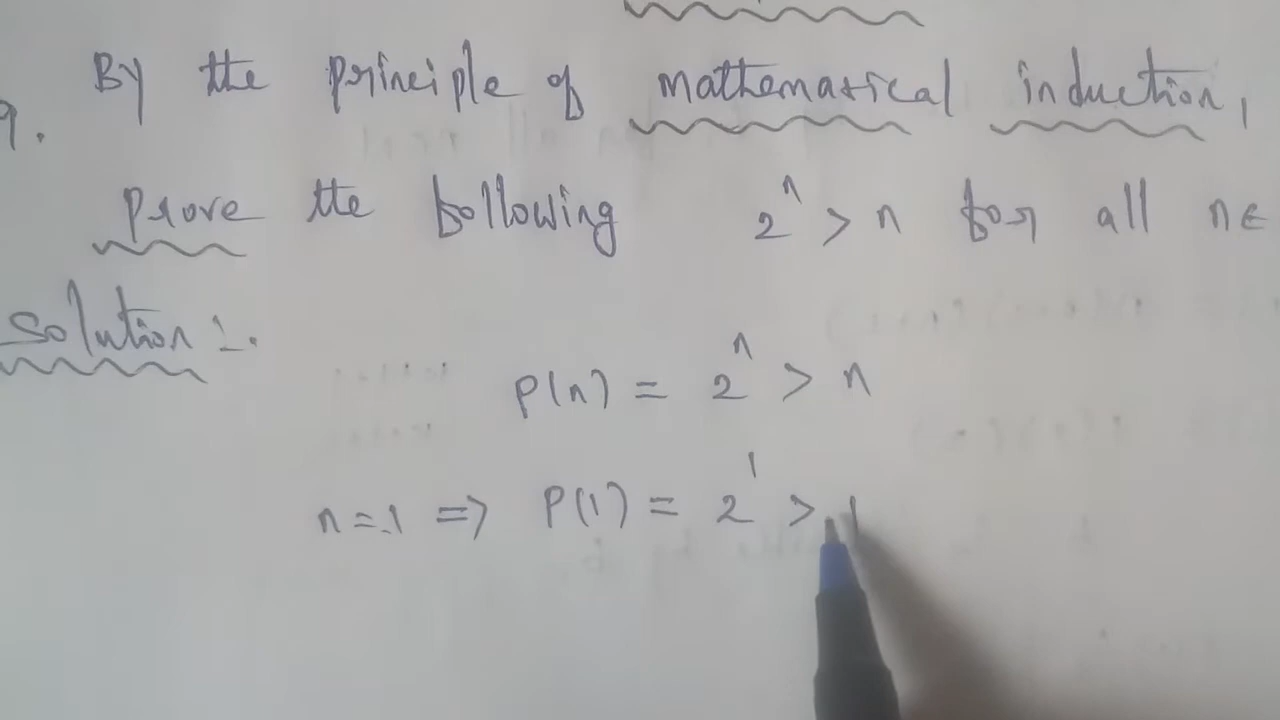 9. By the principle of mathematical induction,
prove the following 2^n > n for all n ∈
Solution :-
P(n) = 2^n > n
n = 1 => P(1) = 2^1 > 1